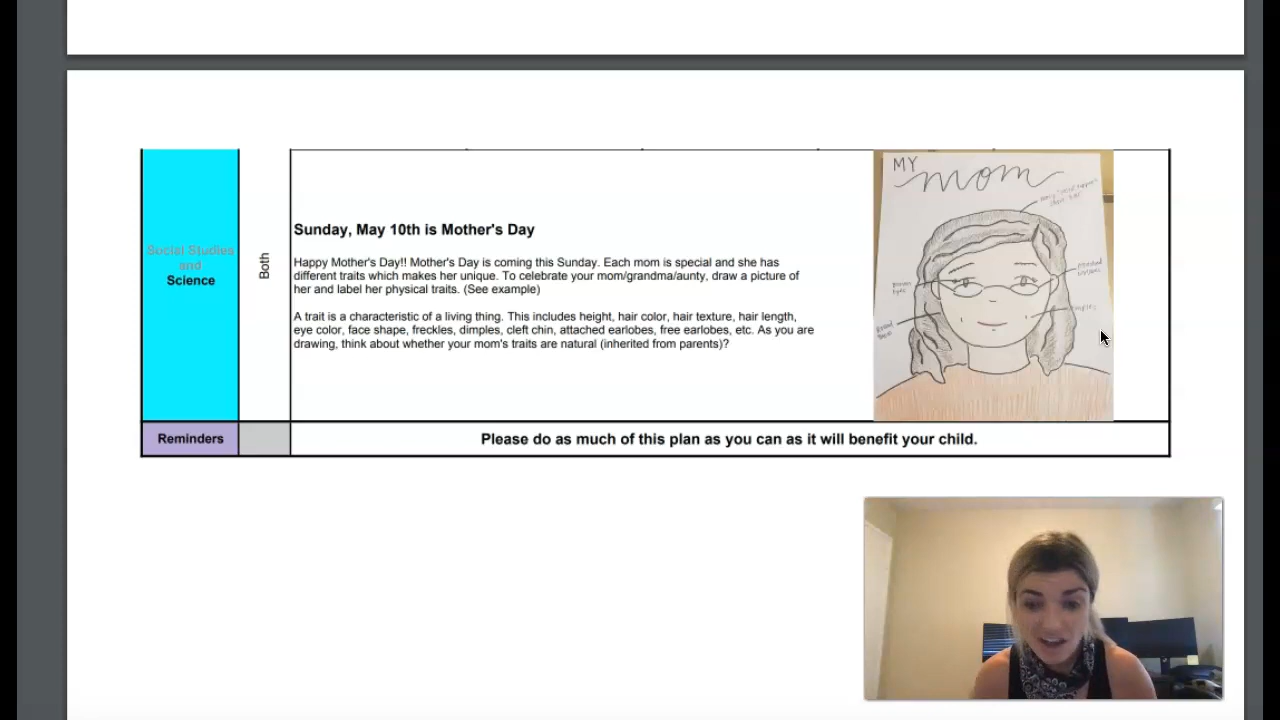 Social Studies
and
Science
Both
Sunday, May 10th is Mother's Day
Happy Mother's Day!! Mother's Day is coming this Sunday. Each mom is special and she has
different traits which makes her unique. To celebrate your mom/grandma/aunty, draw a picture of
her and label her physical traits. (See example)
A trait is a characteristic of a living thing. This includes height, hair color, hair texture, hair length,
eye color, face shape, freckles, dimples, cleft chin, attached earlobes, free earlobes, etc. As you are
drawing, think about whether your mom's traits are natural (inherited from parents)?
MY
mom
brown
eyes
dimples
Reminders
Please do as much of this plan as you can as it will benefit your child.